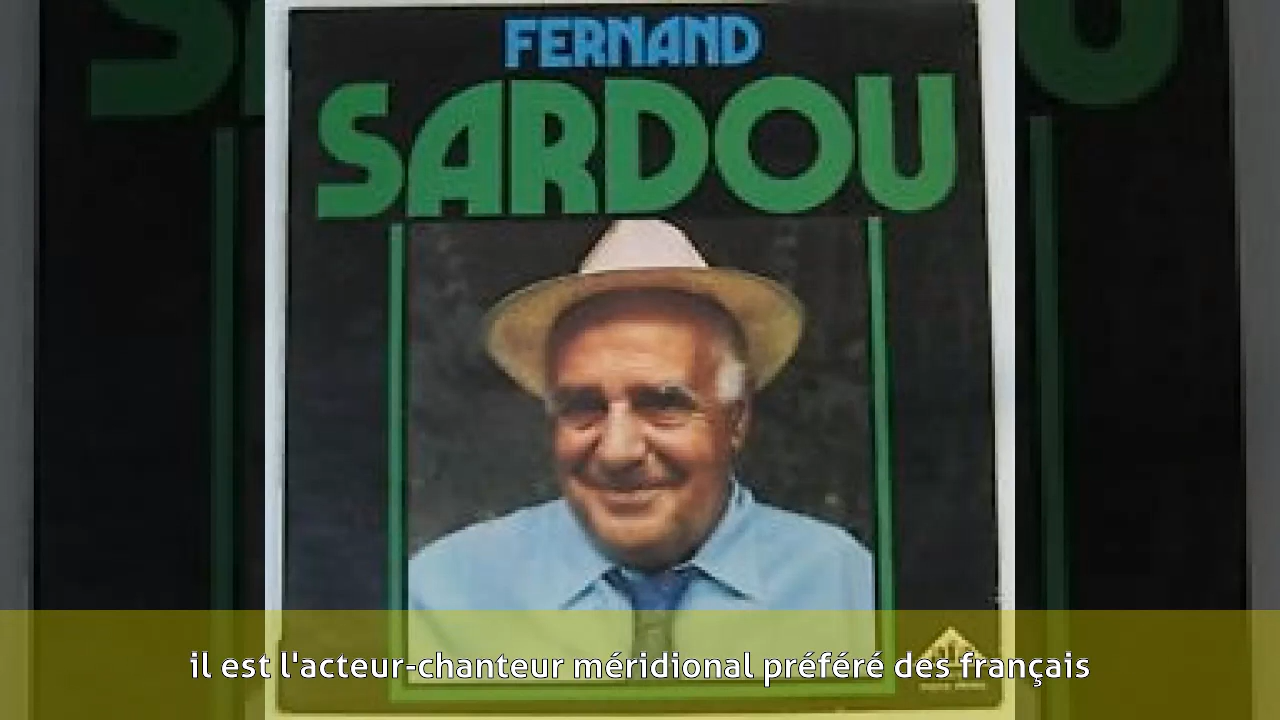 FERNAND
SARDOU
il est l'acteur-chanteur méridional préféré des français